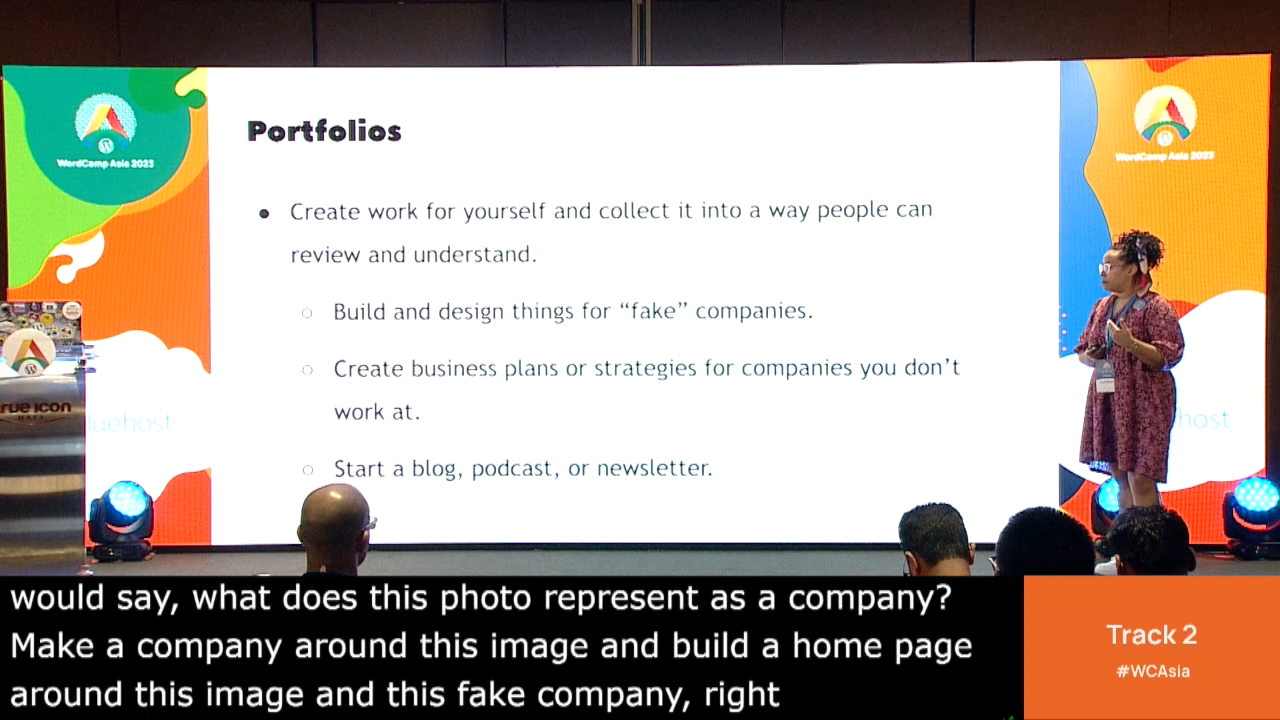 WordCamp Asia 2023
WordCamp Asia 2023
Portfolios
Create work for yourself and collect it into a way people can
review and understand.
Build and design things for “fake” companies.
Create business plans or strategies for companies you don’t
work at.
Start a blog, podcast, or newsletter.
rue icon
HALL
luehost
host
would say, what does this photo represent as a company?
Make a company around this image and build a home page
around this image and this fake company, right
Track 2
#WCAsia